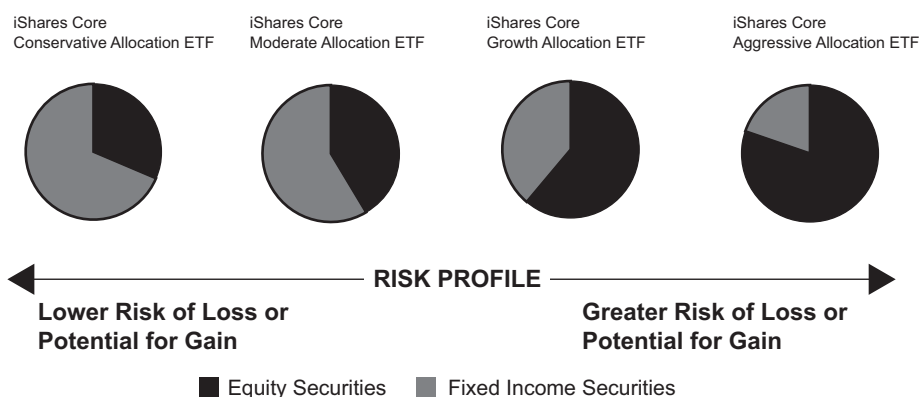 iShares Core
Conservative Allocation ETF
iShares Core
Moderate Allocation ETF
iShares Core
Growth Allocation ETF
iShares Core
Aggressive Allocation ETF
RISK PROFILE
Lower Risk of Loss or
Potential for Gain
Greater Risk of Loss or
Potential for Gain
Equity Securities
Fixed Income Securities